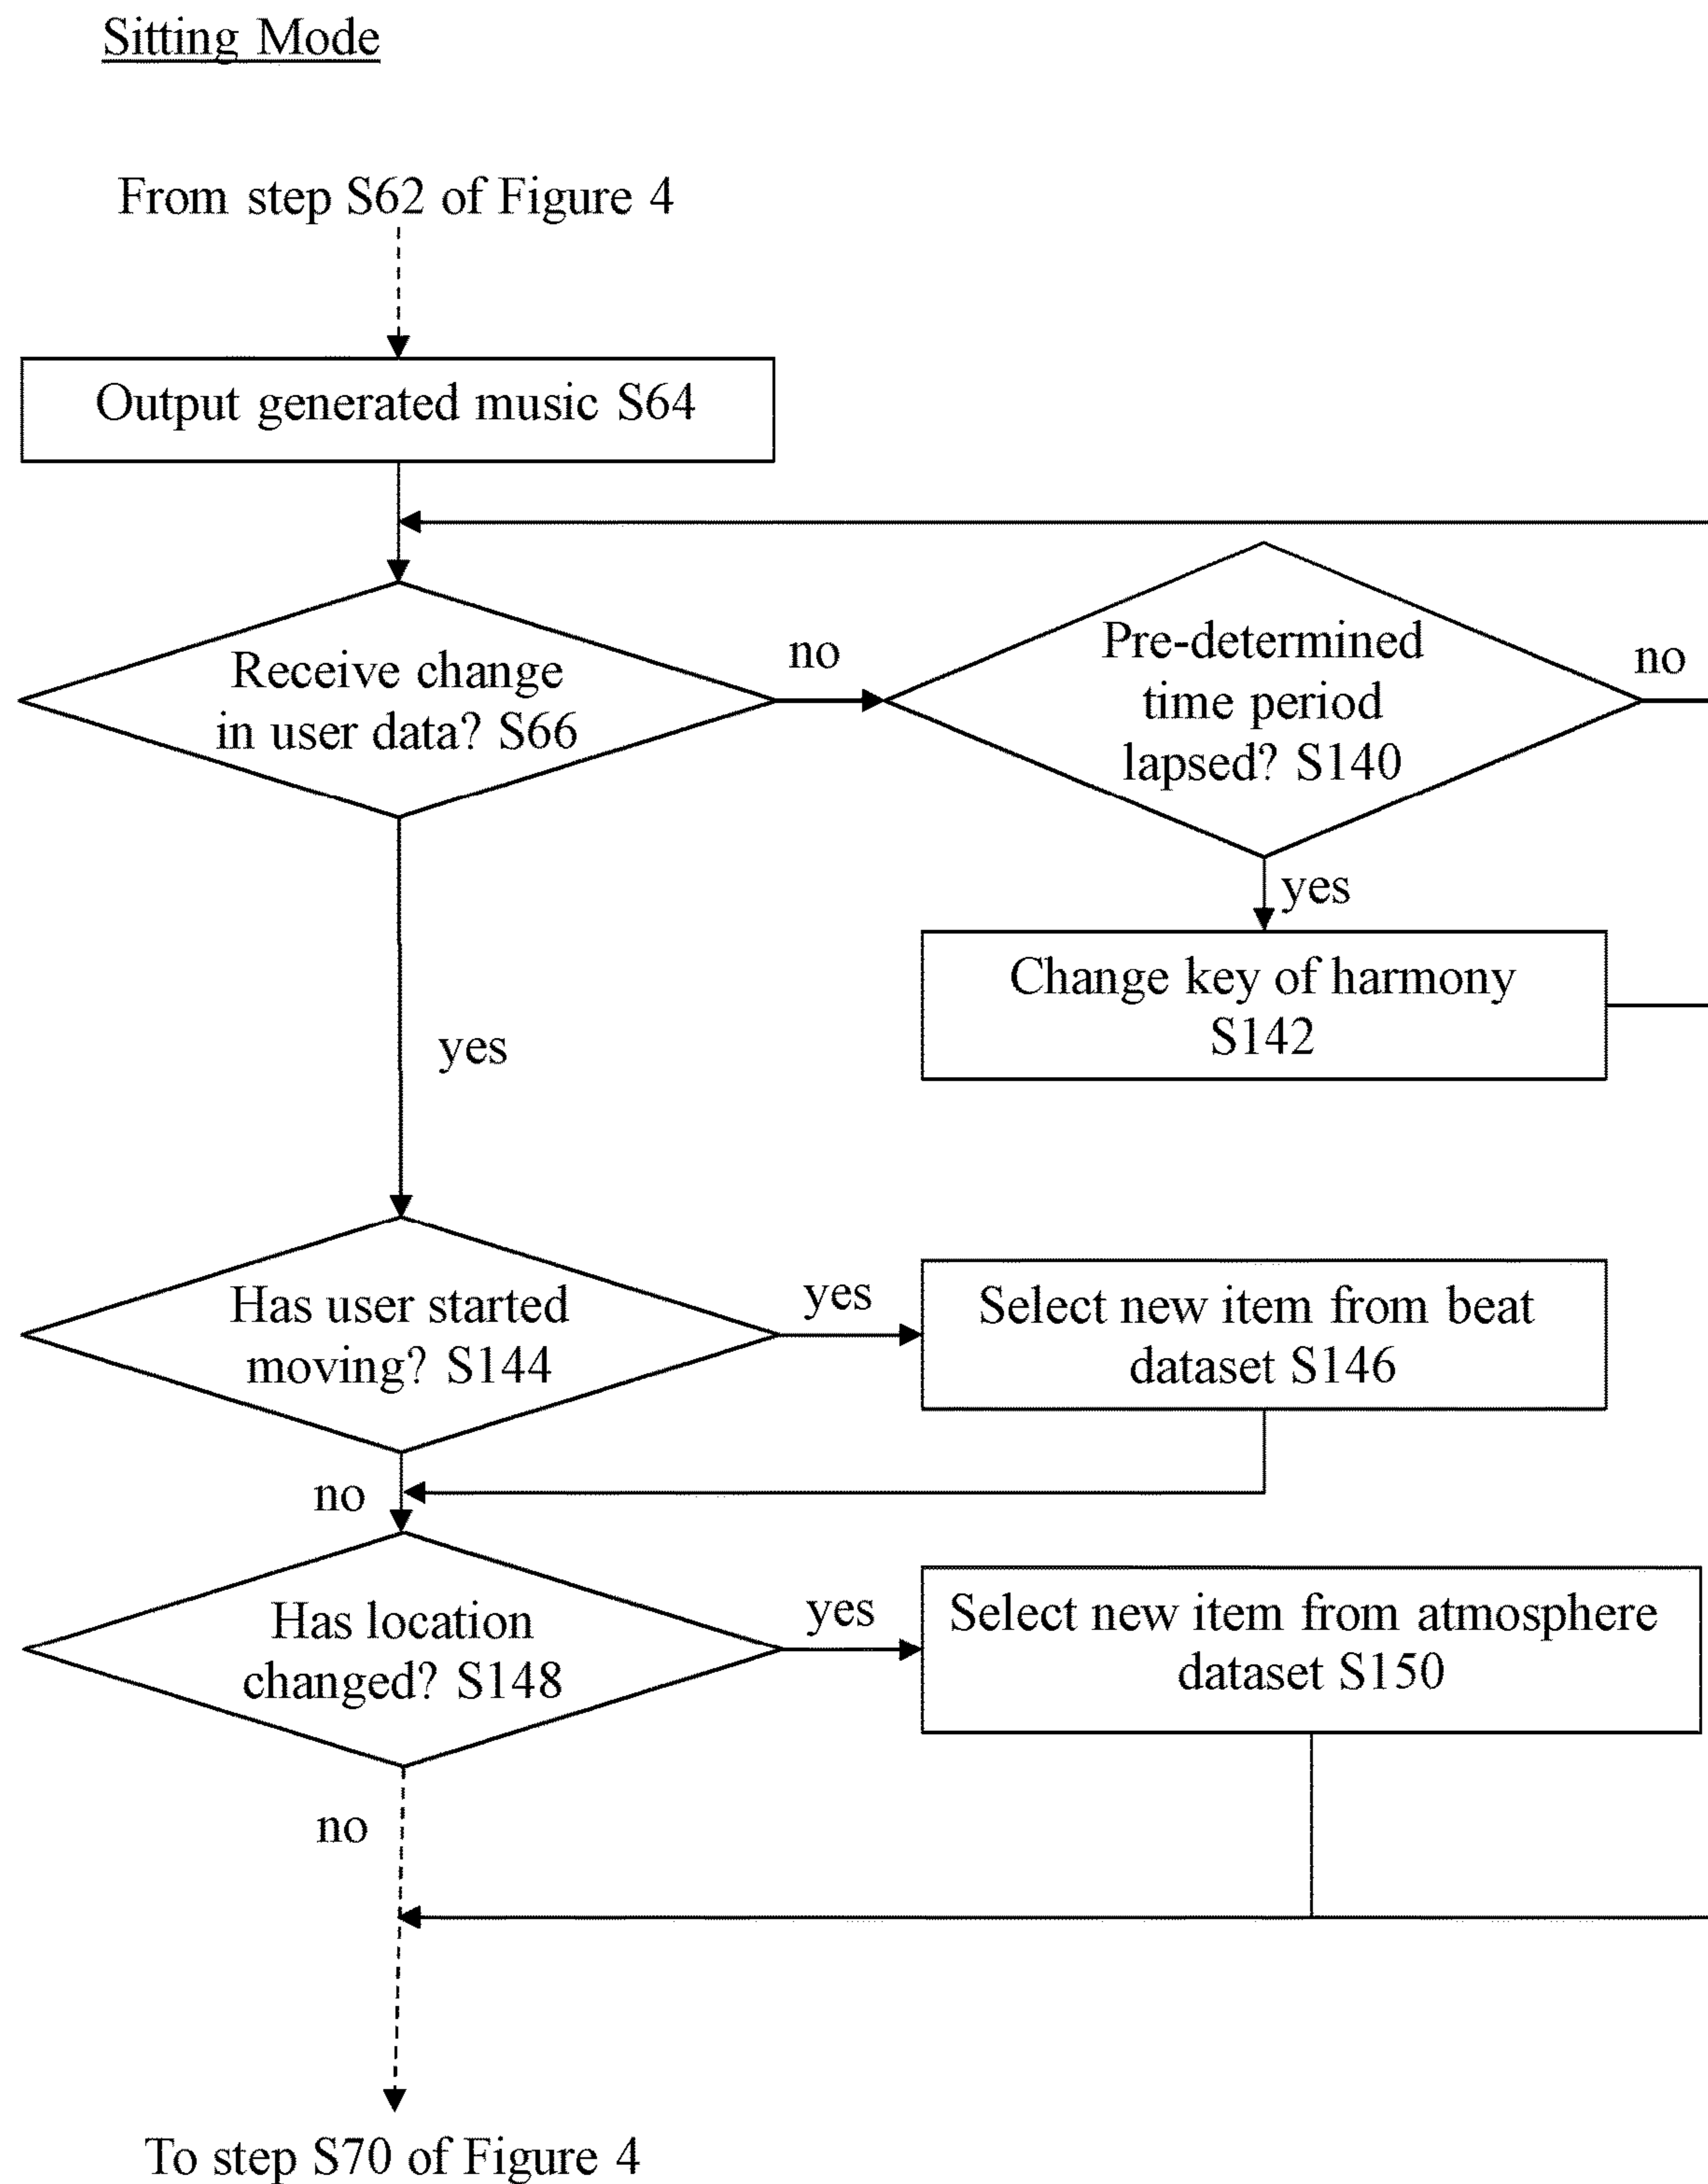 Sitting Mode
From step S62 of Figure 4
Output generated music S64
Receive change
in user data? S66
no
Pre-determined
time period
lapsed? S140
no
yes
Change key of harmony
S142
yes
Has user started
moving? S144
yes
Select new item from beat
dataset S146
no
Has location
changed? S148
yes
Select new item from atmosphere
dataset S150
no
To step S70 of Figure 4